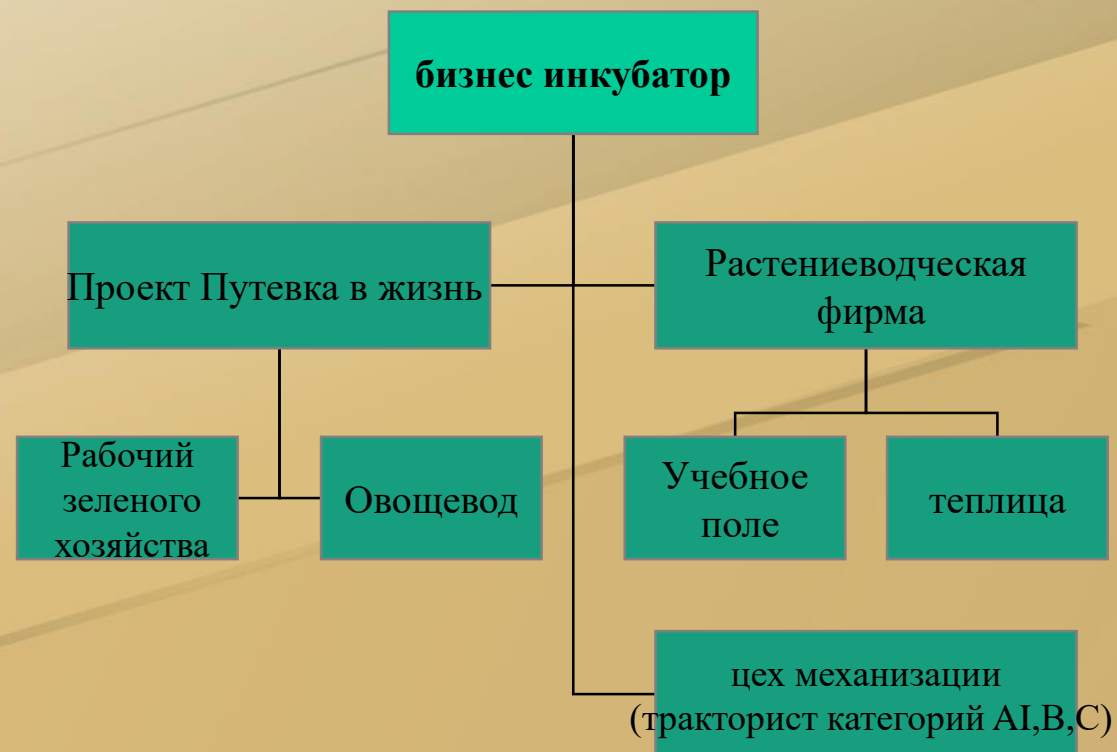 бизнес инкубатор
Проект Путевка в жизнь
Растениеводческая
фирма
Рабочий
зеленого
хозяйства
Овощевод
Учебное
поле
теплица
цех механизации
(тракторист категорий AI,B,C)